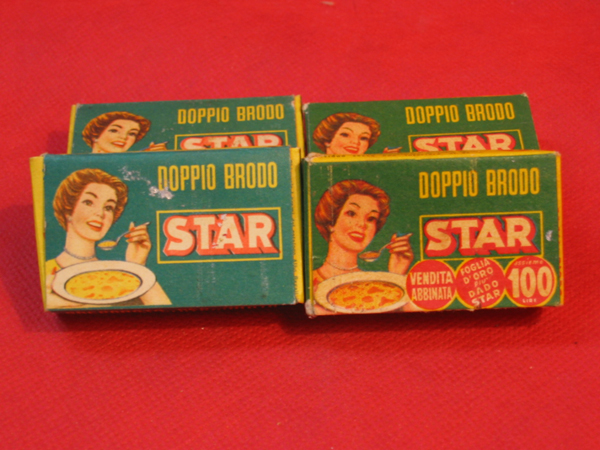 DOPPIO BRODO
STAR
DOPPIO BRODO
STAR
DOPPIO BRODO
STAR
DOPPIO BRODO
STAR
VENDITA
ABBINATA
FOGLIA
D'ORO
DADO
STAR
100
LIRE